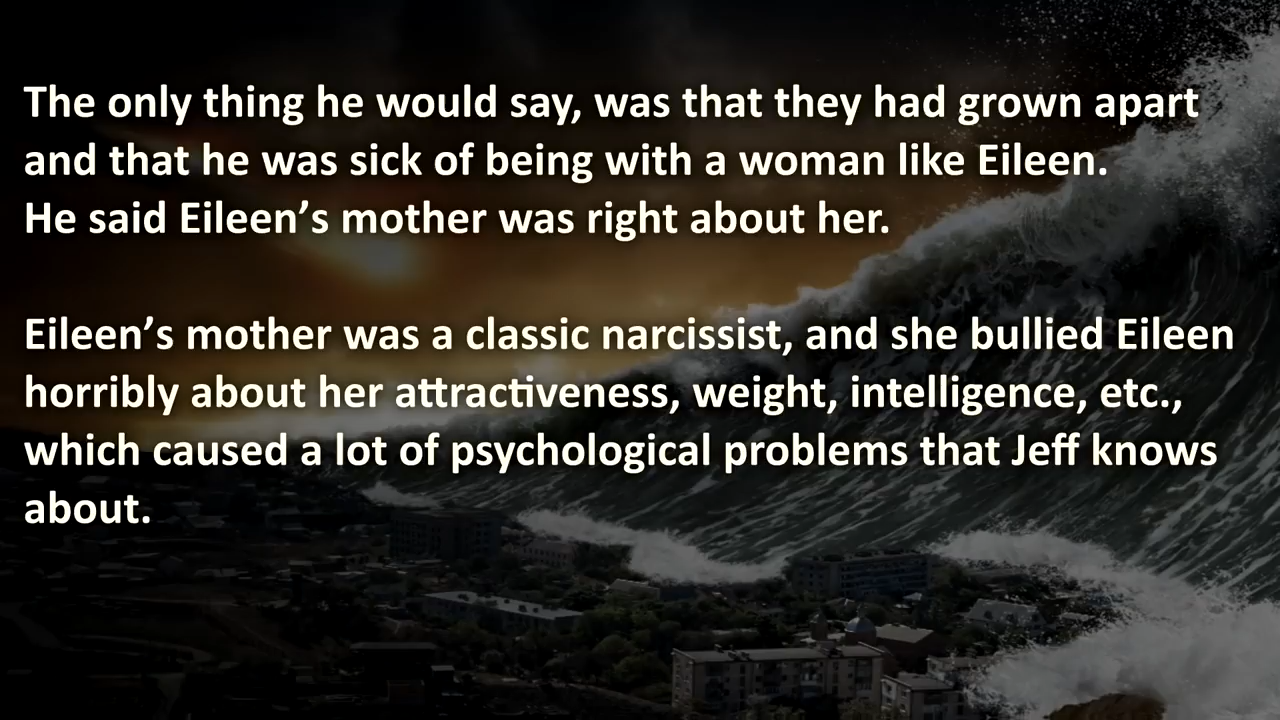 The only thing he would say, was that they had grown apart
and that he was sick of being with a woman like Eileen.
He said Eileen’s mother was right about her.
Eileen’s mother was a classic narcissist, and she bullied Eileen
horribly about her attractiveness, weight, intelligence, etc.,
which caused a lot of psychological problems that Jeff knows
about.